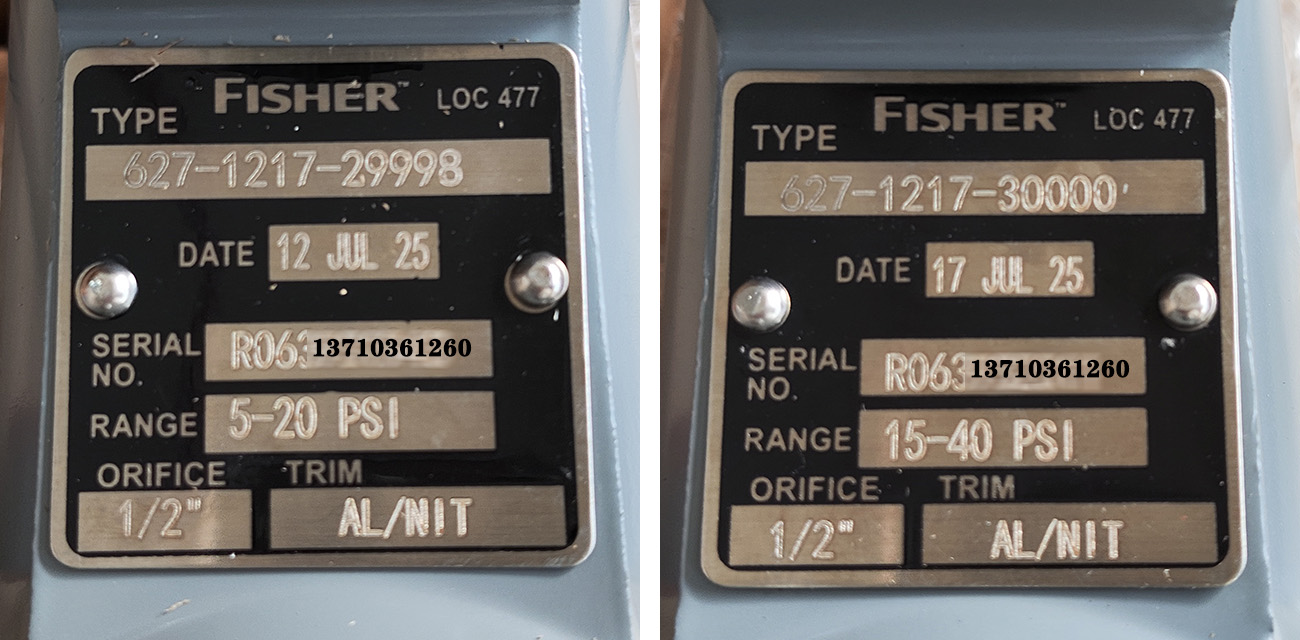 FISHER™ LOC 477
TYPE
627-1217-29998
DATE 12 JUL 25
SERIAL NO. R063 13710361260
RANGE 5-20 PSI
ORIFICE TRIM
1/2" AL/NIT
FISHER™ LOC 477
TYPE
627-1217-30000
DATE 17 JUL 25
SERIAL NO. R063 13710361260
RANGE 15-40 PSI
ORIFICE TRIM
1/2" AL/NIT